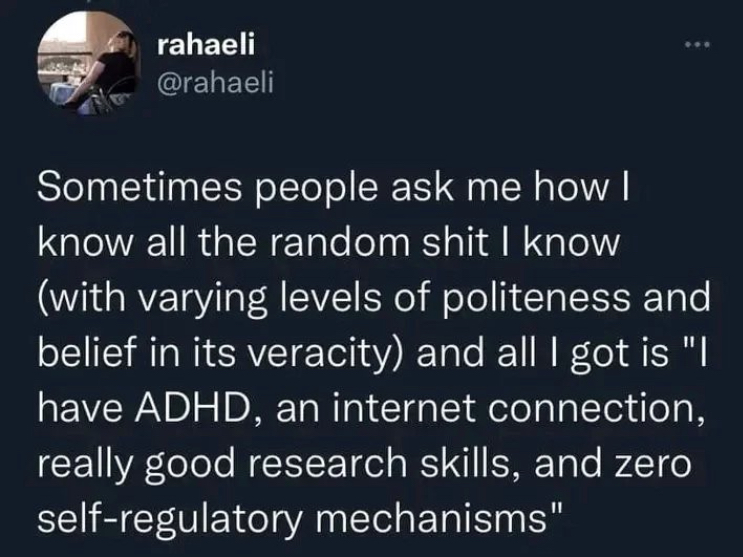 rahaeli
@rahaeli
Sometimes people ask me how I
know all the random shit I know
(with varying levels of politeness and
belief in its veracity) and all I got is "I
have ADHD, an internet connection,
really good research skills, and zero
self-regulatory mechanisms"